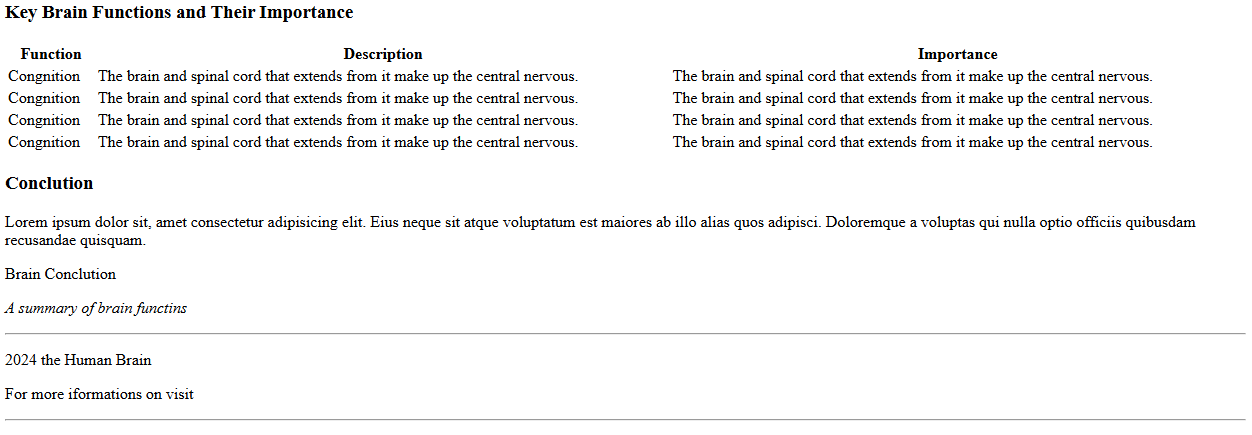 Key Brain Functions and Their Importance
Function Description Importance
Congnition The brain and spinal cord that extends from it make up the central nervous. The brain and spinal cord that extends from it make up the central nervous.
Congnition The brain and spinal cord that extends from it make up the central nervous. The brain and spinal cord that extends from it make up the central nervous.
Congnition The brain and spinal cord that extends from it make up the central nervous. The brain and spinal cord that extends from it make up the central nervous.
Congnition The brain and spinal cord that extends from it make up the central nervous. The brain and spinal cord that extends from it make up the central nervous.
Conclution
Lorem ipsum dolor sit, amet consectetur adipisicing elit. Eius neque sit atque voluptatum est maiores ab illo alias quos adipisci. Doloremque a voluptas qui nulla optio officiis quibusdam
recusandae quisquam.
Brain Conclution
A summary of brain functins
2024 the Human Brain
For more iformations on visit